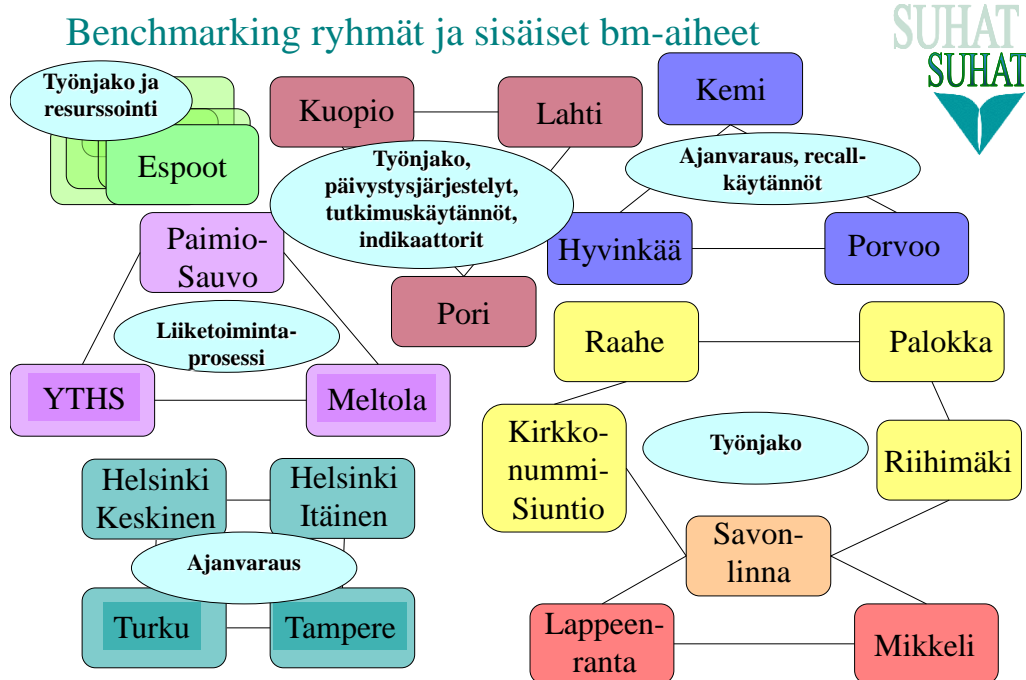 Benchmarking ryhmät ja sisäiset bm-aiheet
SUHAT
SUHAT
Työnjako ja
resurssointi
Espoot
Kuopio
Lahti
Työnjako,
päivystysjärjestelyt,
tutkimuskäytännöt,
indikaattorit
Pori
Kemi
Ajanvaraus, recall-
käytännöt
Hyvinkää
Porvoo
Paimio-
Sauvo
Liiketoiminta-
prosessi
YTHS
Meltola
Raahe
Palokka
Kirkko-
nummi-
Siuntio
Työnjako
Riihimäki
Savon-
linna
Lappeen-
ranta
Mikkeli
Helsinki
Keskinen
Helsinki
Itäinen
Ajanvaraus
Turku
Tampere